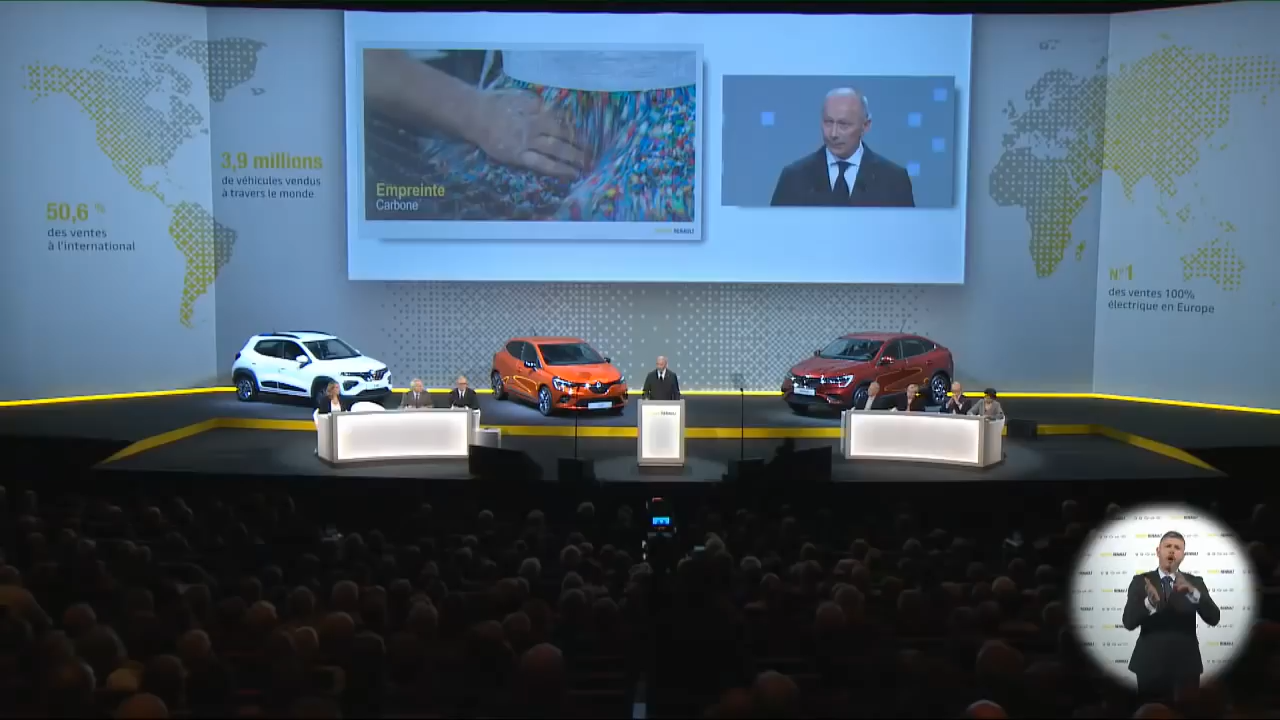 3,9 millions
de véhicules vendus
à travers le monde
50,6 %
des ventes
à l'international
Empreinte
Carbone
GROUPE RENAULT
N°1
des ventes 100%
électrique en Europe
RENAULT